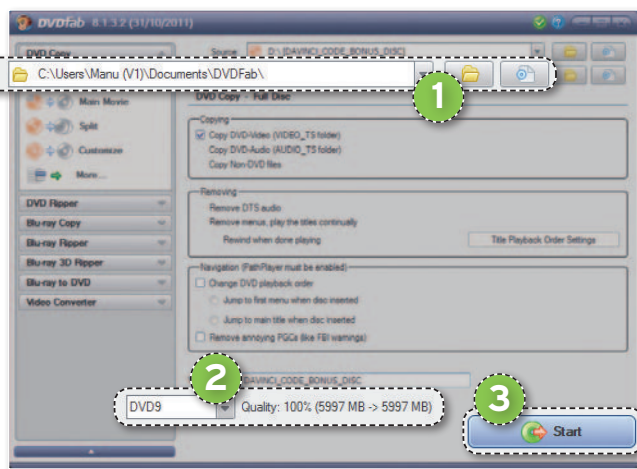 DVDFab 8.1.3.2 (31/10/2011)
DVD Copy
Source D:\ [DAVINCI_CODE_BONUS_DISC]
C:\Users\Manu (V1)\Documents\DVDFab\
1
Main Movie
Split
Customize
More...
DVD Ripper
Blu-ray Copy
Blu-ray Ripper
Blu-ray 3D Ripper
Blu-ray to DVD
Video Converter
DVD Copy - Full Disc
Copying
Copy DVD-Video (VIDEO_TS folder)
Copy DVD-Audio (AUDIO_TS folder)
Copy Non-DVD files
Removing
Remove DTS audio
Remove menus, play the titles continually
Rewind when done playing
Title Playback Order Settings
Navigation (PathPlayer must be enabled)
Change DVD playback order
Jump to first menu when disc inserted
Jump to main title when disc inserted
Remove annoying PGCs (like FBI warnings)
2
DAVINCI_CODE_BONUS_DISC
DVD9
Quality: 100% (5997 MB -> 5997 MB)
3
Start